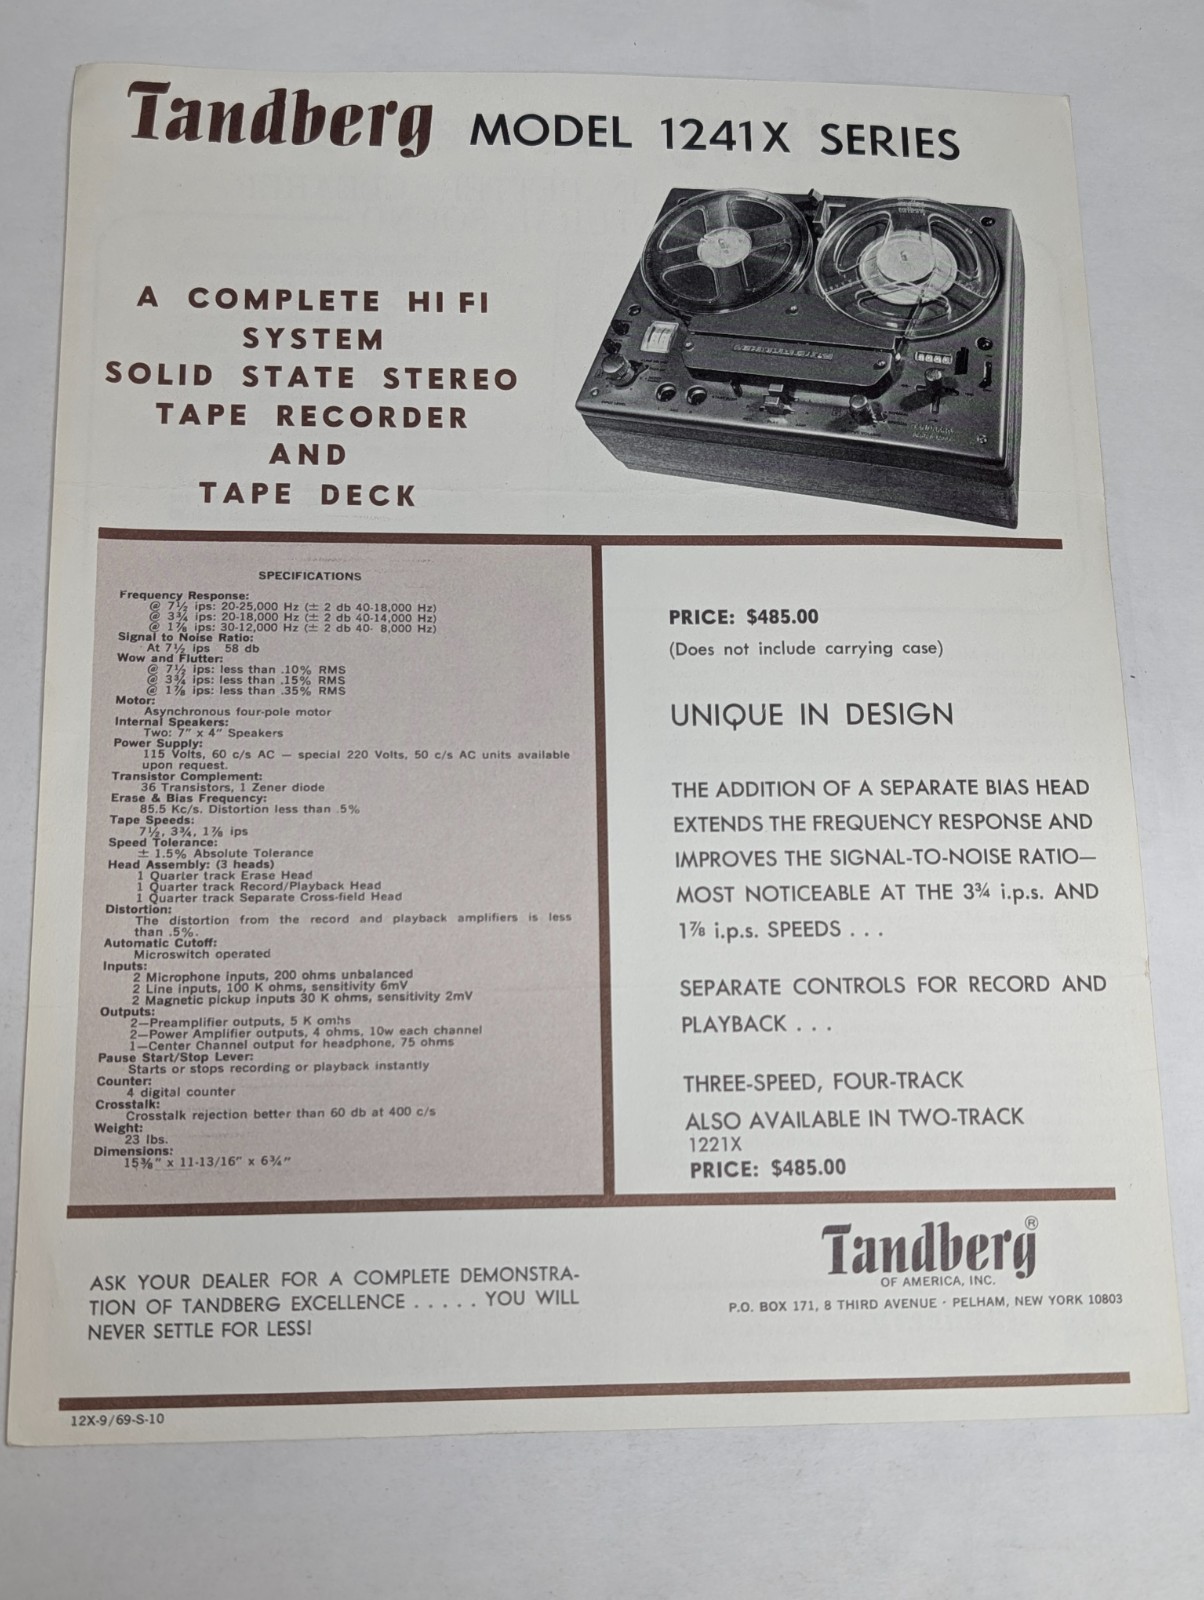 Tandberg MODEL 1241X SERIES
A COMPLETE HI FI
SYSTEM
SOLID STATE STEREO
TAPE RECORDER
AND
TAPE DECK
SPECIFICATIONS
Frequency Response:
@ 7½ ips: 20-25,000 Hz (± 2 db 40-18,000 Hz)
@ 3¾ ips: 20-18,000 Hz (± 2 db 40-14,000 Hz)
@ 1⅞ ips: 30-12,000 Hz (± 2 db 40- 8,000 Hz)
Signal to Noise Ratio:
At 7½ ips 58 db
Wow and Flutter:
@ 7½ ips: less than .10% RMS
@ 3¾ ips: less than .15% RMS
@ 1⅞ ips: less than .35% RMS
Motor:
Asynchronous four-pole motor
Internal Speakers:
Two: 7" x 4" Speakers
Power Supply:
115 Volts, 60 c/s AC — special 220 Volts, 50 c/s AC units available
upon request.
Transistor Complement:
36 Transistors, 1 Zener diode
Erase & Bias Frequency:
85.5 Kc/s. Distortion less than .5%
Tape Speeds:
7½, 3¾, 1⅞ ips
Speed Tolerance:
± 1.5% Absolute Tolerance
Head Assembly: (3 heads)
1 Quarter track Erase Head
1 Quarter track Record/Playback Head
1 Quarter track Separate Cross-field Head
Distortion:
The distortion from the record and playback amplifiers is less
than .5%.
Automatic Cutoff:
Microswitch operated
Inputs:
2 Microphone inputs, 200 ohms unbalanced
2 Line inputs, 100 K ohms, sensitivity 6mV
2 Magnetic pickup inputs 30 K ohms, sensitivity 2mV
Outputs:
2—Preamplifier outputs, 5 K omhs
2—Power Amplifier outputs, 4 ohms, 10w each channel
1—Center Channel output for headphone, 75 ohms
Pause Start/Stop Lever:
Starts or stops recording or playback instantly
Counter:
4 digital counter
Crosstalk:
Crosstalk rejection better than 60 db at 400 c/s
Weight:
23 lbs.
Dimensions:
15⅜" x 11-13/16" x 6¾"
PRICE: $485.00
(Does not include carrying case)
UNIQUE IN DESIGN
THE ADDITION OF A SEPARATE BIAS HEAD
EXTENDS THE FREQUENCY RESPONSE AND
IMPROVES THE SIGNAL-TO-NOISE RATIO—
MOST NOTICEABLE AT THE 3¾ i.p.s. AND
1⅞ i.p.s. SPEEDS . . .
SEPARATE CONTROLS FOR RECORD AND
PLAYBACK . . .
THREE-SPEED, FOUR-TRACK
ALSO AVAILABLE IN TWO-TRACK
1221X
PRICE: $485.00
ASK YOUR DEALER FOR A COMPLETE DEMONSTRA-
TION OF TANDBERG EXCELLENCE . . . . . YOU WILL
NEVER SETTLE FOR LESS!
Tandberg®
OF AMERICA, INC.
P.O. BOX 171, 8 THIRD AVENUE · PELHAM, NEW YORK 10803
12X-9/69-S-10